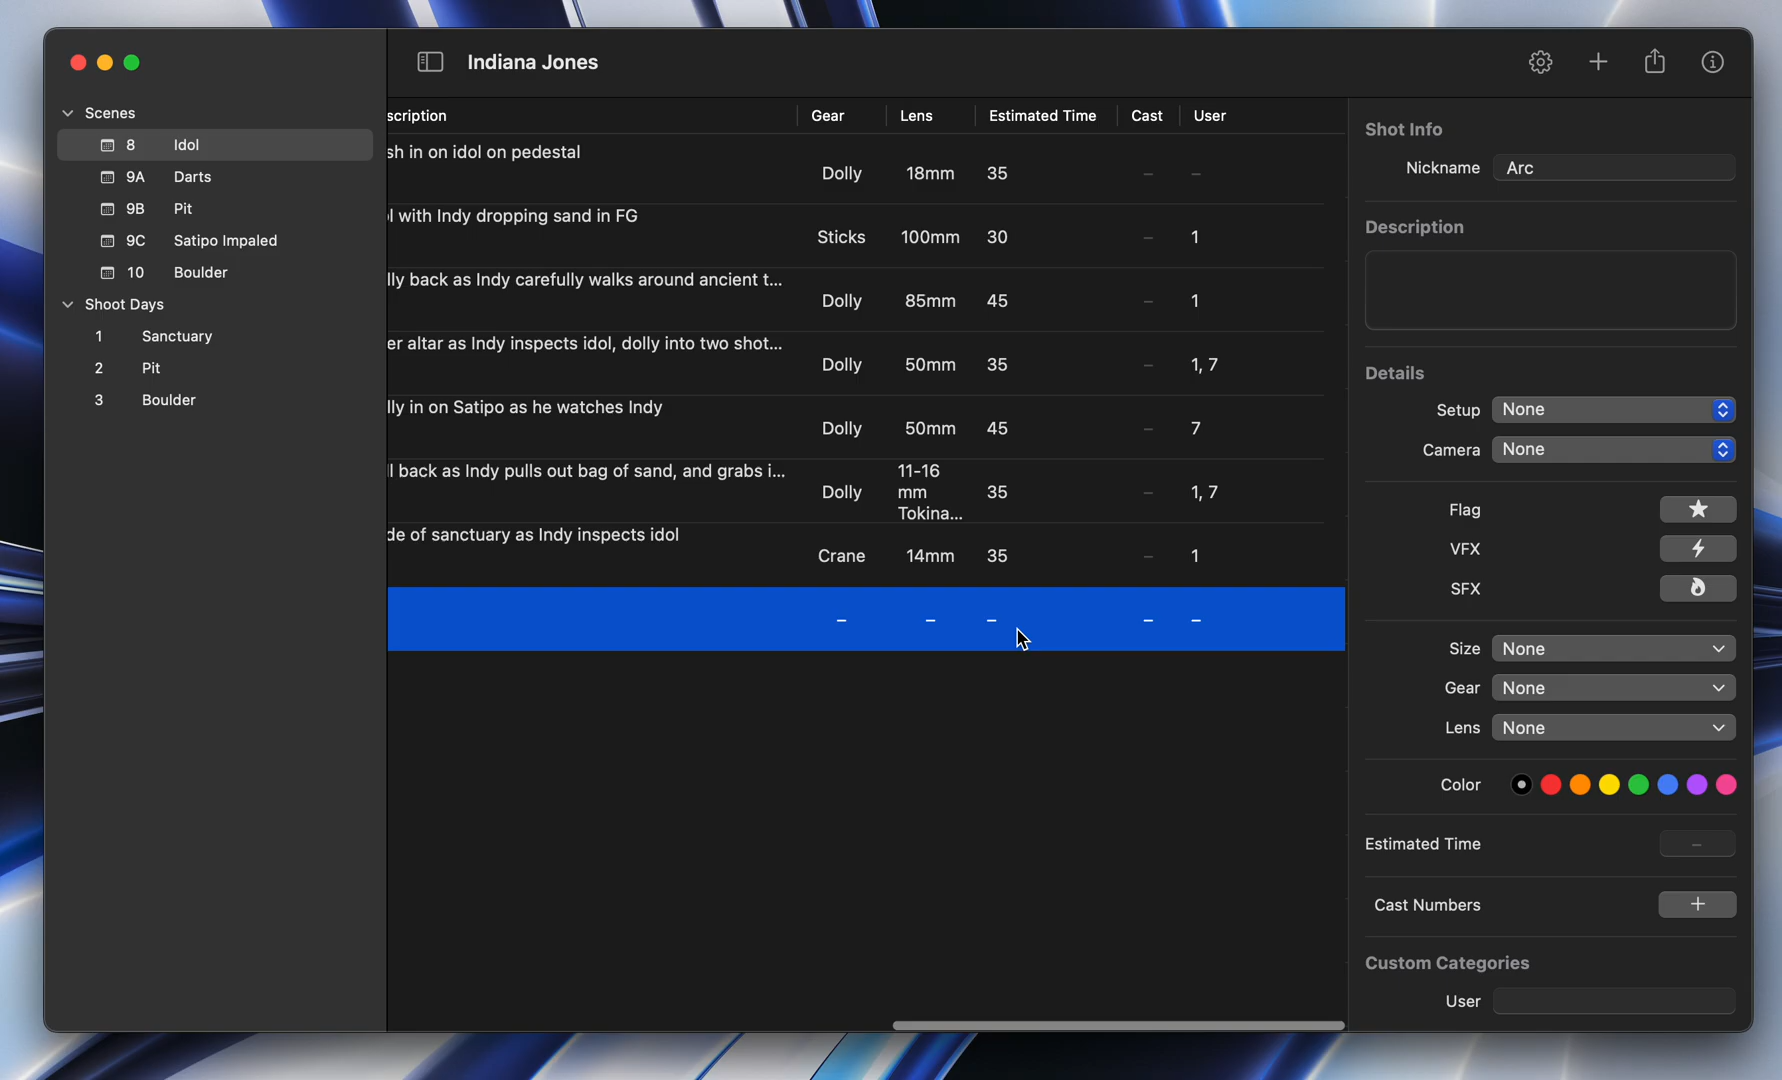 Indiana Jones
Scenes
8 Idol
9A Darts
9B Pit
9C Satipo Impaled
10 Boulder
Shoot Days
1 Sanctuary
2 Pit
3 Boulder
scription Gear Lens Estimated Time Cast User
sh in on idol on pedestal
Dolly 18mm 35 – –
l with Indy dropping sand in FG
Sticks 100mm 30 – 1
lly back as Indy carefully walks around ancient t...
Dolly 85mm 45 – 1
er altar as Indy inspects idol, dolly into two shot...
Dolly 50mm 35 – 1, 7
lly in on Satipo as he watches Indy
Dolly 50mm 45 – 7
ll back as Indy pulls out bag of sand, and grabs i...
11-16
Dolly mm 35 – 1, 7
Tokina...
de of sanctuary as Indy inspects idol
Crane 14mm 35 – 1
– – – – –
Shot Info
Nickname Arc
Description
Details
Setup None
Camera None
Flag
VFX
SFX
Size None
Gear None
Lens None
Color
Estimated Time –
Cast Numbers +
Custom Categories
User